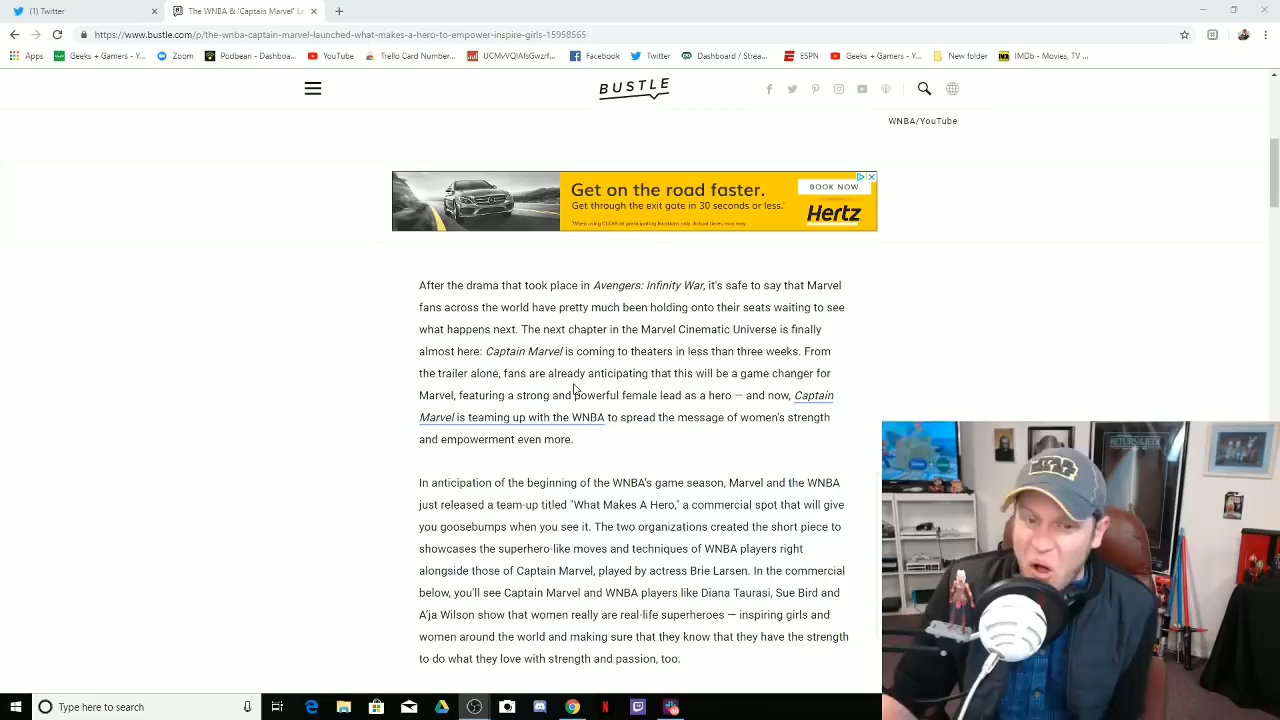 (1) Twitter
The WNBA & 'Captain Marvel' La
https://www.bustle.com/p/the-wnba-captain-marvel-launched-what-makes-a-hero-to-empower-inspire-girls-15958565
Apps
Geeks + Gamers - Yo...
Zoom
Podbean - Dashboard
YouTube
Trello Card Number...
UCMvVQIAfsGwzrf...
Facebook
Twitter
Dashboard / Strea...
ESPN
Geeks + Gamers - Yo...
New folder
IMDb - Movies, TV ...
BUSTLE
WNBA/YouTube
Get on the road faster.
Get through the exit gate in 30 seconds or less.*
BOOK NOW
Hertz
After the drama that took place in Avengers: Infinity War, it's safe to say that Marvel
fans across the world have pretty much been holding onto their seats waiting to see
what happens next. The next chapter in the Marvel Cinematic Universe is finally
almost here: Captain Marvel is coming to theaters in less than three weeks. From
the trailer alone, fans are already anticipating that this will be a game changer for
Marvel, featuring a strong and powerful female lead as a hero — and now, Captain
Marvel is teaming up with the WNBA to spread the message of women's strength
and empowerment even more.
In anticipation of the beginning of the WNBA's game season, Marvel and the WNBA
just released a team-up titled "What Makes A Hero," a commercial spot that will give
you goosebumps when you see it. The two organizations created the short piece to
showcases the superhero-like moves and techniques of WNBA players right
alongside those of Captain Marvel, played by actress Brie Larsen. In the commercial
below, you'll see Captain Marvel and WNBA players like Diana Taurasi, Sue Bird and
A'ja Wilson show that women really are real-life superheroes — inspiring girls and
women around the world and making sure that they know that they have the strength
to do what they love with strength and passion, too.
RETURN OF THE JEDI
STAR WARS
Type here to search